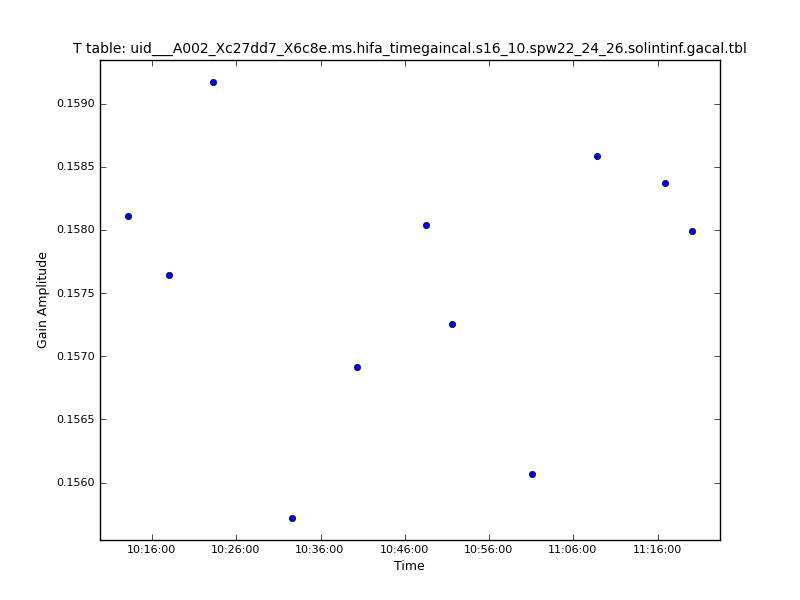 T table: uid___A002_Xc27dd7_X6c8e.ms.hifa_timegaincal.s16_10.spw22_24_26.solintinf.gacal.tbl
Gain Amplitude
0.1590
0.1585
0.1580
0.1575
0.1570
0.1565
0.1560
10:16:00 10:26:00 10:36:00 10:46:00 10:56:00 11:06:00 11:16:00
Time